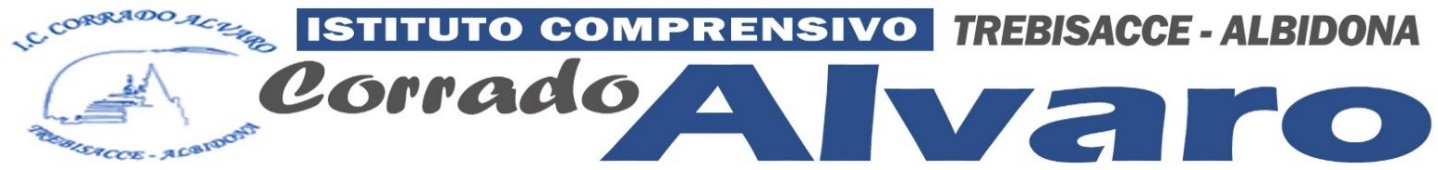 I.C. CORRADO ALVARO
TREBISACCE - ALBIDONA
ISTITUTO COMPRENSIVO TREBISACCE - ALBIDONA
Corrado Alvaro